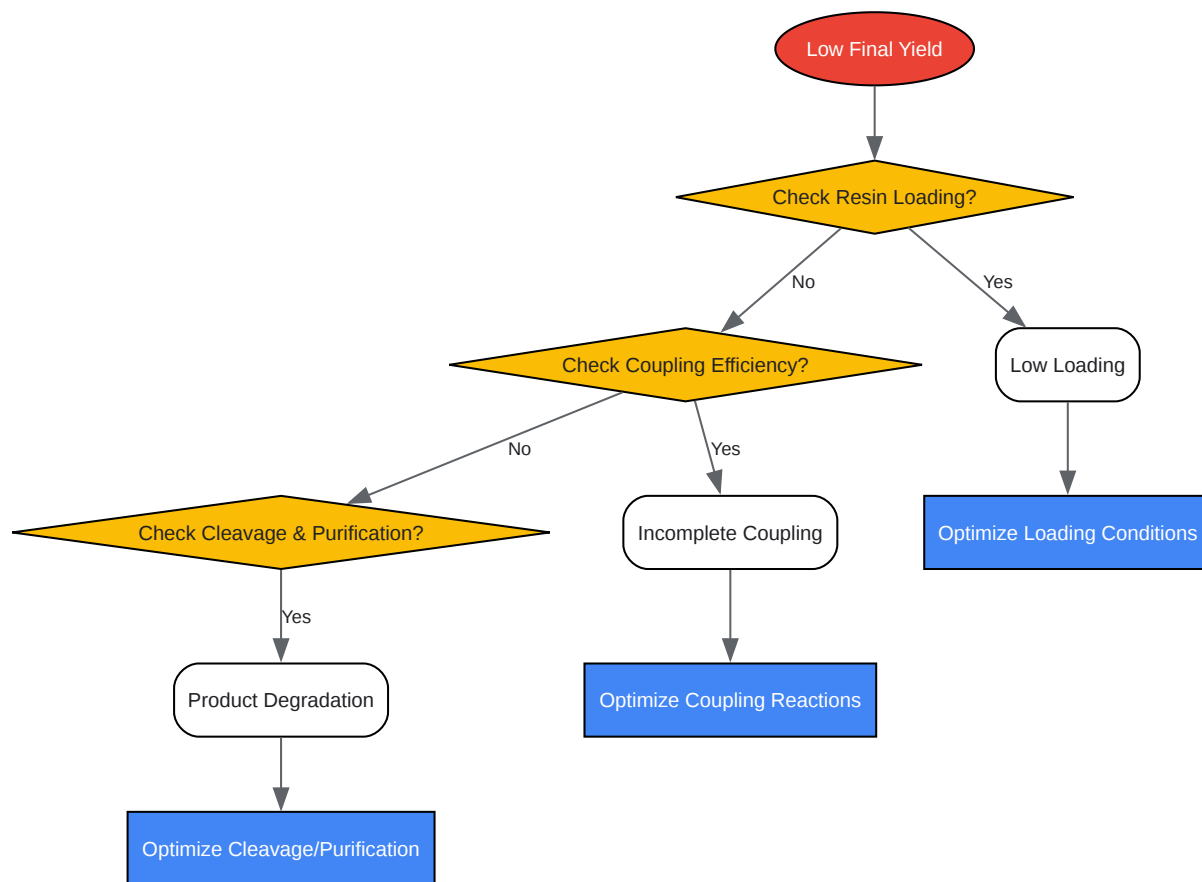 Low Final Yield
Check Resin Loading?
No
Yes
Check Coupling Efficiency?
Low Loading
No
Yes
Check Cleavage & Purification?
Incomplete Coupling
Optimize Loading Conditions
Yes
Product Degradation
Optimize Coupling Reactions
Optimize Cleavage/Purification